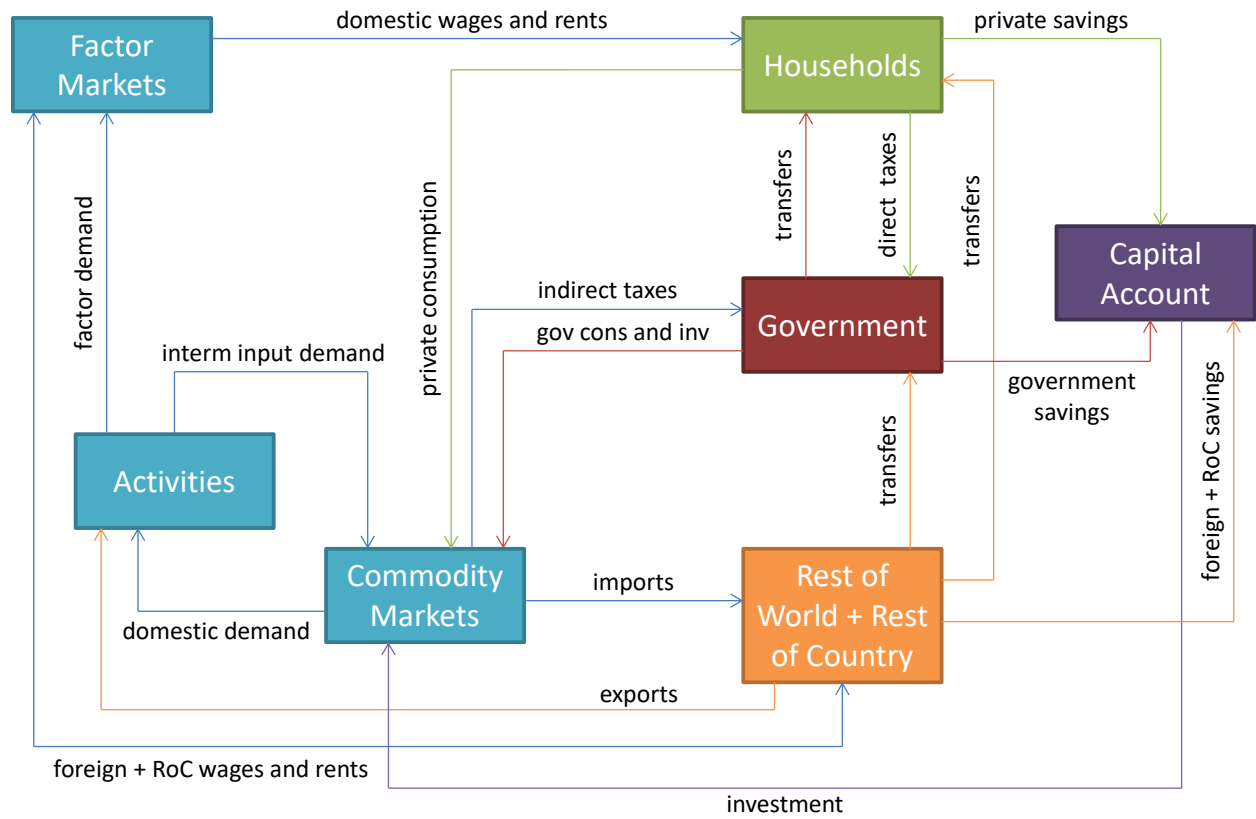 domestic wages and rents
private savings
Factor
Markets
Households
factor demand
private consumption
transfers
direct taxes
transfers
Capital
Account
indirect taxes
gov cons and inv
Government
interm input demand
government
savings
foreign + RoC savings
Activities
transfers
Commodity
Markets
imports
Rest of
World + Rest
of Country
domestic demand
exports
foreign + RoC wages and rents
investment